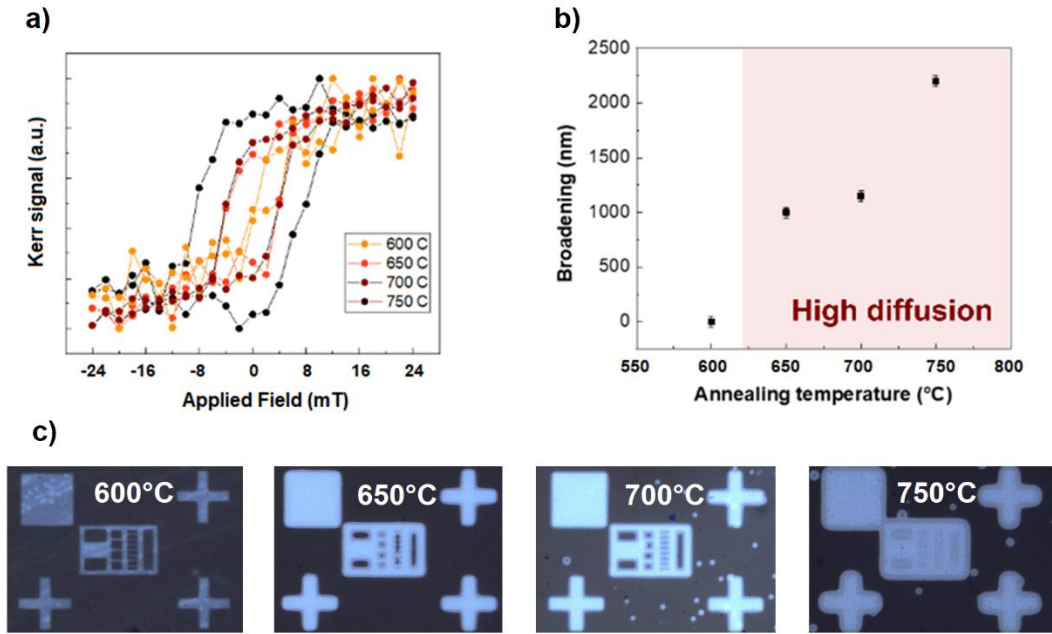 a)
Kerr signal (a.u.)
-24 -16 -8 0 8 16 24
Applied Field (mT)
600 C
650 C
700 C
750 C
b)
Broadening (nm)
2500
2000
1500
1000
500
0
550 600 650 700 750 800
Annealing temperature (°C)
High diffusion
c)
600°C
650°C
700°C
750°C